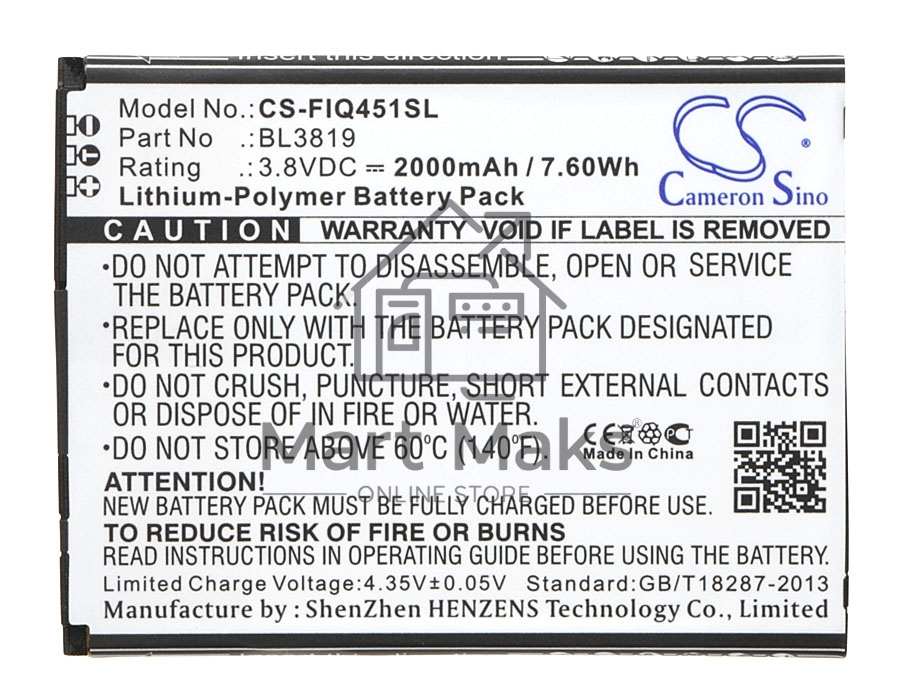 Insert this direction
Model No.: CS-FIQ451SL
Part No :BL3819
Rating :3.8VDC ⎓ 2000mAh / 7.60Wh
Lithium-Polymer Battery Pack
Cameron Sino
CAUTION WARRANTY VOID IF LABEL IS REMOVED
·DO NOT ATTEMPT TO DISASSEMBLE, OPEN OR SERVICE
THE BATTERY PACK.
·REPLACE ONLY WITH THE BATTERY PACK DESIGNATED
FOR THIS PRODUCT.
·DO NOT CRUSH, PUNCTURE, SHORT EXTERNAL CONTACTS
OR DISPOSE OF IN FIRE OR WATER.
·DO NOT STORE ABOVE 60°C (140°F).
CE
PC
Made In China
Mart Maks®
ONLINE STORE
ATTENTION!
NEW BATTERY PACK MUST BE FULLY CHARGED BEFORE USE.
TO REDUCE RISK OF FIRE OR BURNS
READ INSTRUCTIONS IN OPERATING GUIDE BEFORE USING THE BATTERY.
Limited Charge Voltage:4.35V±0.05V Standard:GB/T18287-2013
Manufacture by : ShenZhen HENZENS Technology Co., Limited